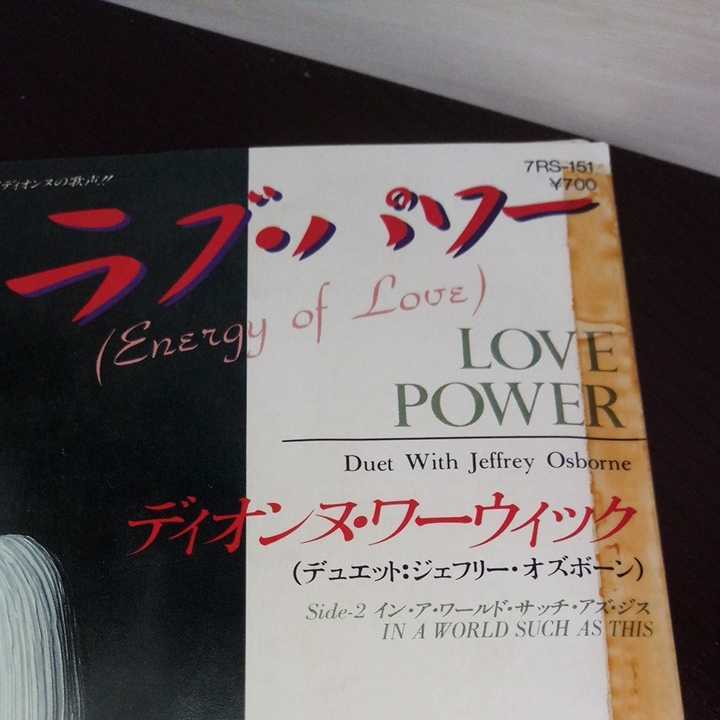 ディオンヌの歌声!!
7RS-151
¥700
ラブ・パワー
(Energy of Love)
LOVE
POWER
Duet With Jeffrey Osborne
ディオンヌ・ワーウィック
(デュエット:ジェフリー・オズボーン)
Side-2 イン・ア・ワールド・サッチ・アズ・ジス
IN A WORLD SUCH AS THIS